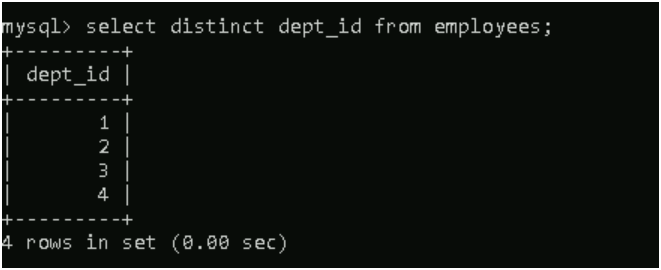 mysql> select distinct dept_id from employees;
+---------+
| dept_id |
+---------+
|       1 |
|       2 |
|       3 |
|       4 |
+---------+
4 rows in set (0.00 sec)